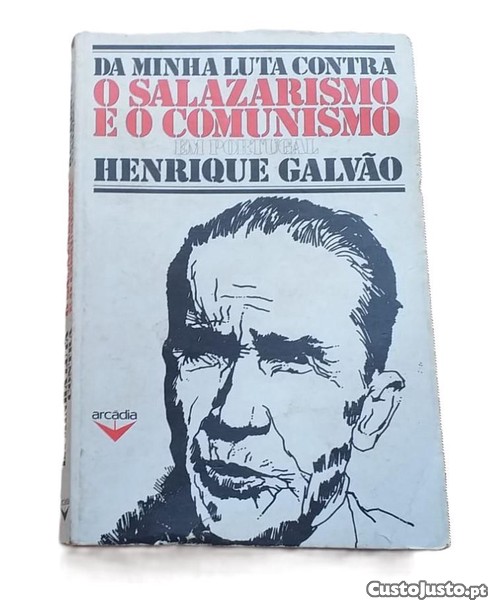 DA MINHA LUTA CONTRA
O SALAZARISMO
E O COMUNISMO
EM PORTUGAL
HENRIQUE GALVÃO
arcádia
CustoJusto.pt